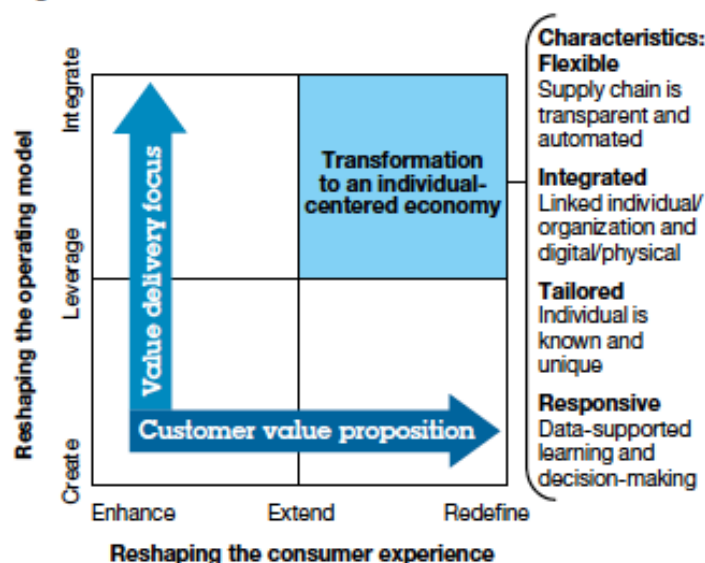 Integrate
Leverage
Create
Reshaping the operating model
Value delivery focus
Customer value proposition
Transformation
to an individual-
centered economy
Enhance
Extend
Redefine
Reshaping the consumer experience
Characteristics:
Flexible
Supply chain is
transparent and
automated
Integrated
Linked individual/
organization and
digital/physical
Tailored
Individual is
known and
unique
Responsive
Data-supported
learning and
decision-making